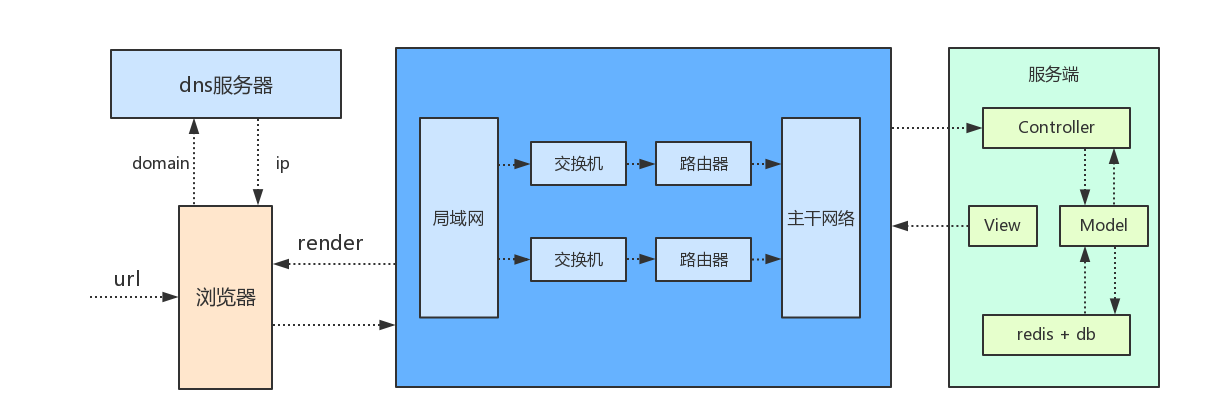 dns服务器
domain
ip
url
浏览器
render
局域网
交换机
路由器
交换机
路由器
主干网络
服务端
Controller
View
Model
redis + db